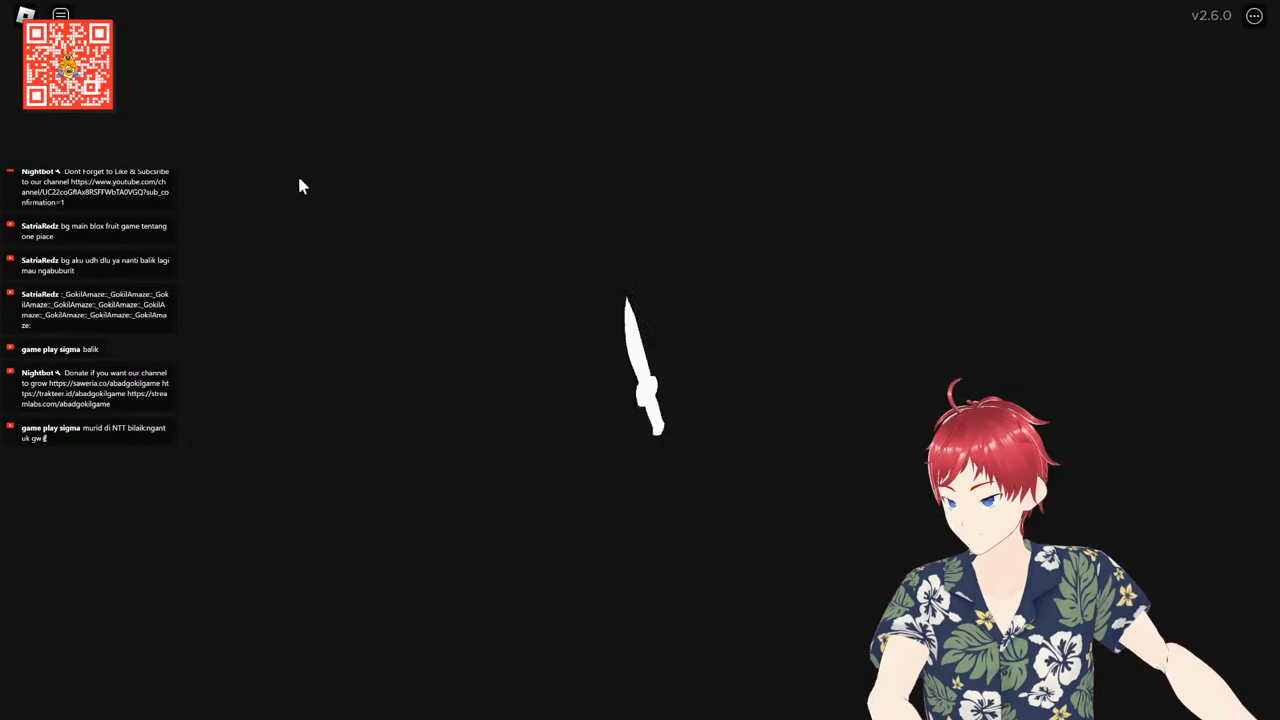 v2.6.0
Nightbot Dont Forget to Like & Subcsribe
to our channel https://www.youtube.com/ch
annel/UC22coGflAx8RSFFWbTA0VGQ?sub_co
nfirmation=1
SatriaRedz bg main blox fruit game tentang
one piace
SatriaRedz bg aku udh dlu ya nanti balik lagi
mau ngabuburit
SatriaRedz :_GokilAmaze::_GokilAmaze::_Gok
ilAmaze::_GokilAmaze::_GokilAmaze::_GokilA
maze::_GokilAmaze::_GokilAmaze::_GokilAma
ze:
game play sigma balik
Nightbot Donate if you want our channel
to grow https://saweria.co/abadgokilgame ht
tps://trakteer.id/abadgokilgame https://strea
mlabs.com/abadgokilgame
game play sigma murid di NTT bilaik:ngant
uk gw✌